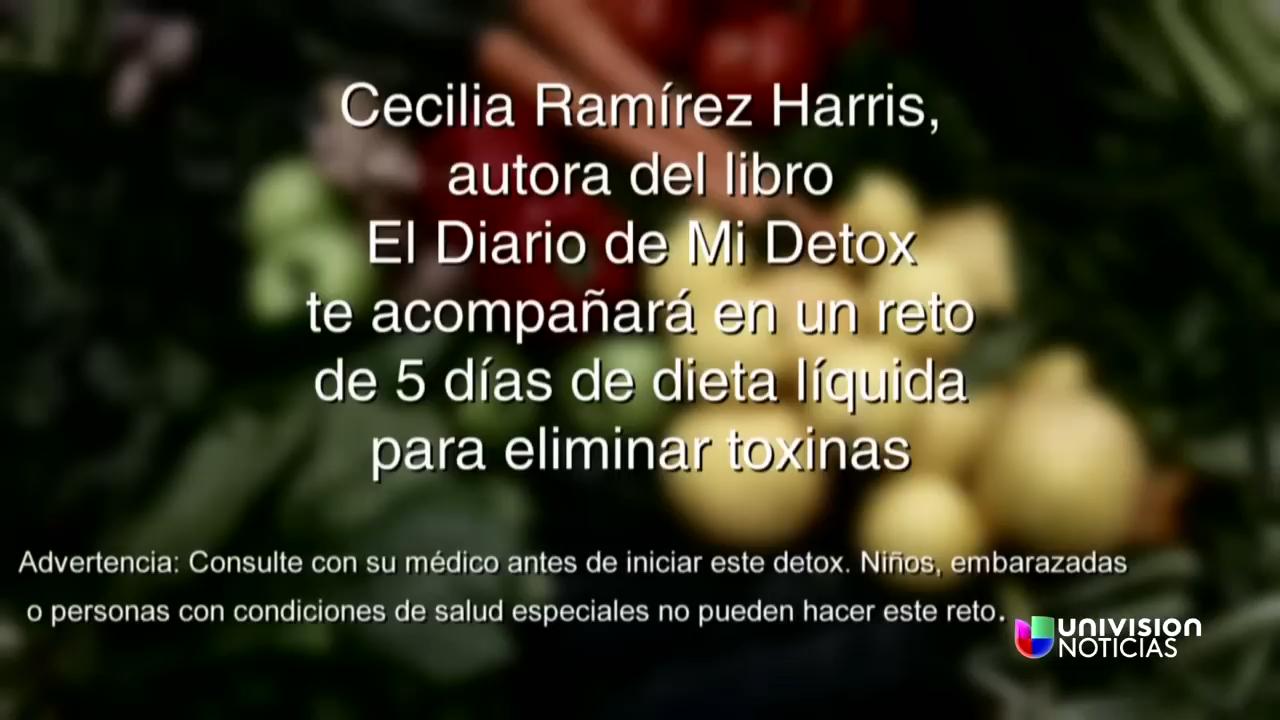 Cecilia Ramírez Harris,
autora del libro
El Diario de Mi Detox
te acompañará en un reto
de 5 días de dieta líquida
para eliminar toxinas
Advertencia: Consulte con su médico antes de iniciar este detox. Niños, embarazadas
o personas con condiciones de salud especiales no pueden hacer este reto.
UNIVISION
NOTICIAS